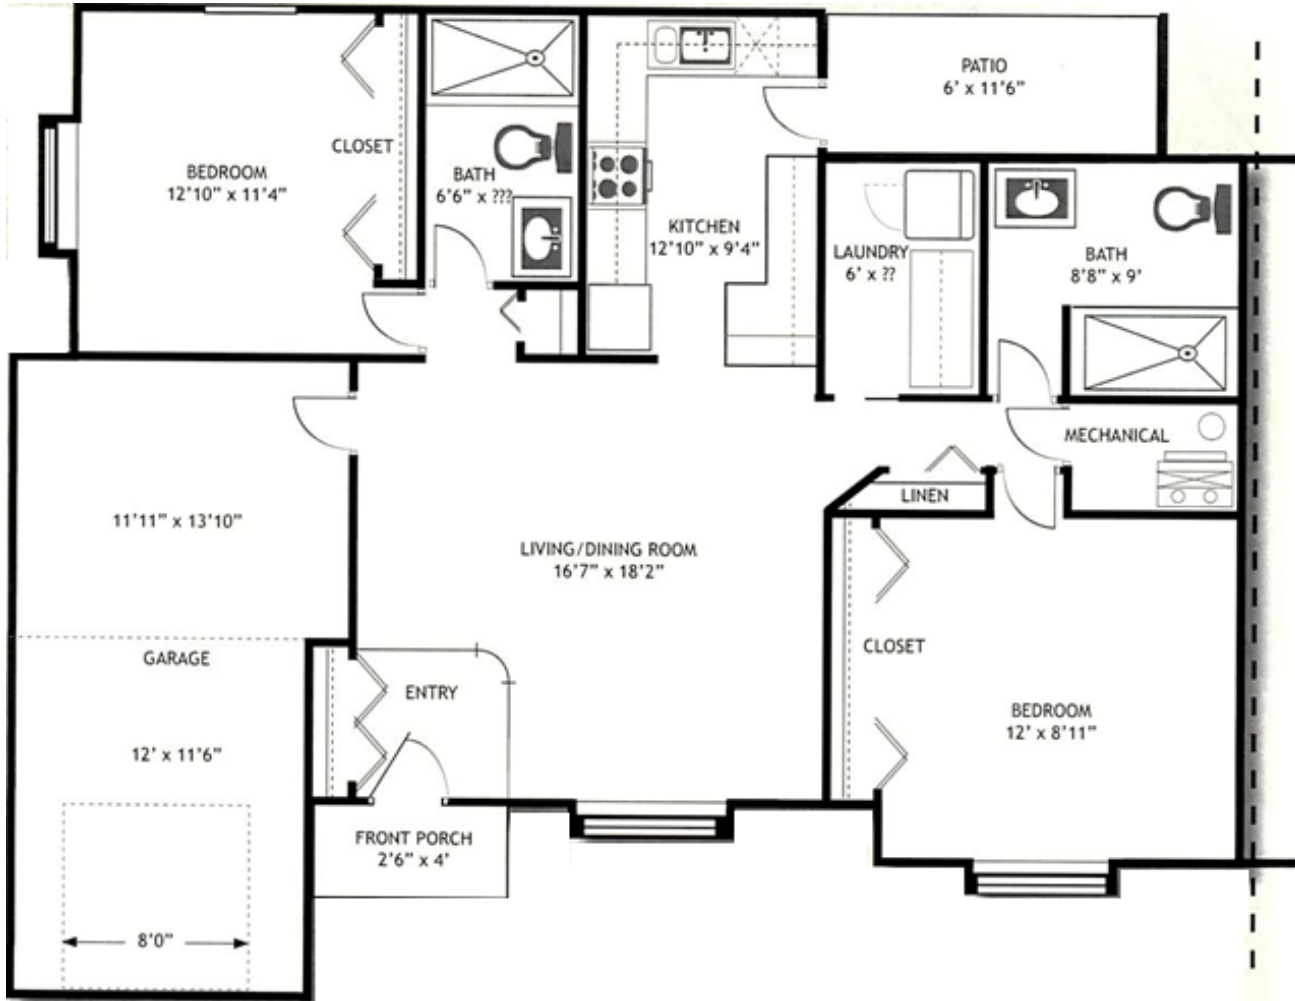 PATIO
6' x 11'6"
CLOSET
BEDROOM
12'10" x 11'4"
BATH
6'6" x ???
KITCHEN
12'10" x 9'4"
LAUNDRY
6' x ??
BATH
8'8" x 9'
MECHANICAL
LINEN
11'11" x 13'10"
LIVING/DINING ROOM
16'7" x 18'2"
GARAGE
12' x 11'6"
8'0"
ENTRY
CLOSET
BEDROOM
12' x 8'11"
FRONT PORCH
2'6" x 4'